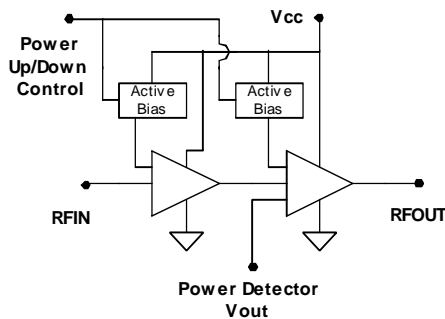 Vcc
Power
Up/Down
Control
Active
Bias
Active
Bias
RFIN
RFOUT
Power Detector
Vout